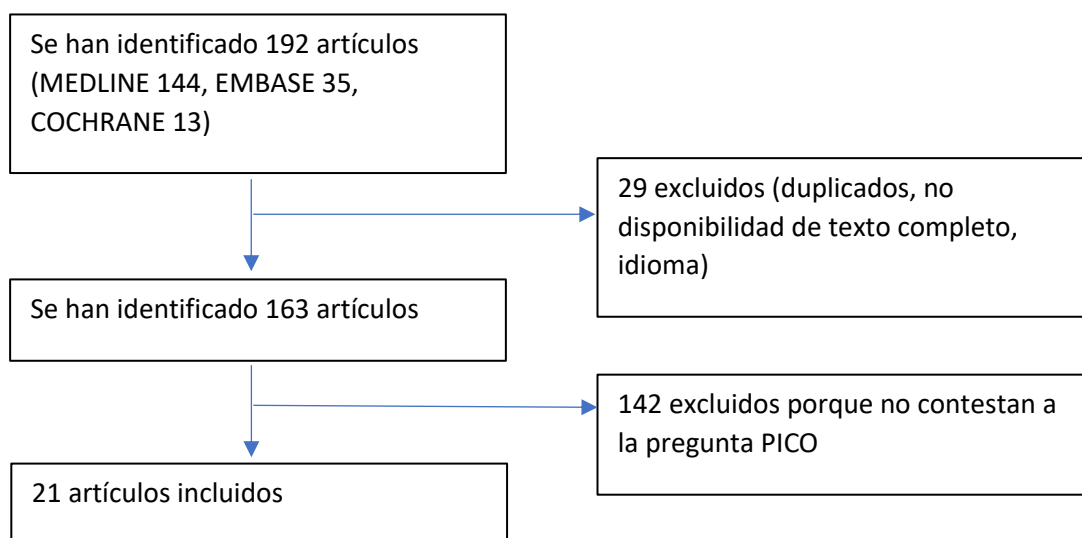 Se han identificado 192 artículos
(MEDLINE 144, EMBASE 35,
COCHRANE 13)
29 excluidos (duplicados, no
disponibilidad de texto completo,
idioma)
Se han identificado 163 artículos
142 excluidos porque no contestan a
la pregunta PICO
21 artículos incluidos